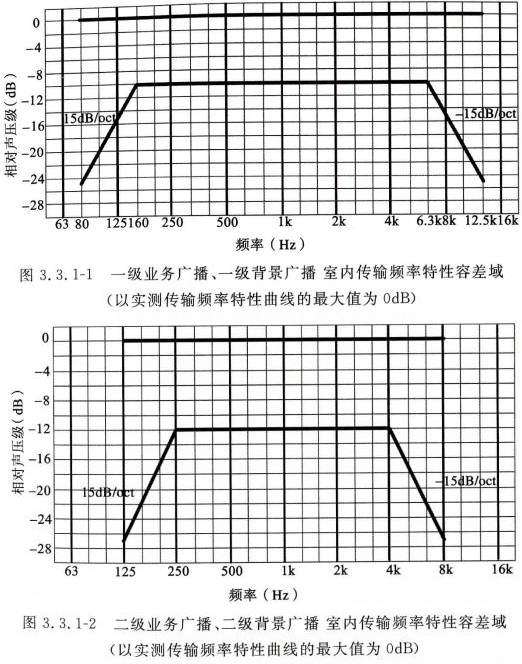 0
-4
-8
-12
-16
-20
-24
-28
相对声压级(dB)
15dB/oct
-15dB/oct
63 80 125160 250 500 1k 2k 4k 6.3k8k 12.5k16k
频率(Hz)
图 3.3.1-1 一级业务广播、一级背景广播 室内传输频率特性容差域
(以实测传输频率特性曲线的最大值为 0dB)
0
-4
-8
-12
-16
-20
-24
-28
相对声压级(dB)
15dB/oct
-15dB/oct
63 125 250 500 1k 2k 4k 8k 16k
频率(Hz)
图 3.3.1-2 二级业务广播、二级背景广播 室内传输频率特性容差域
(以实测传输频率特性曲线的最大值为 0dB)